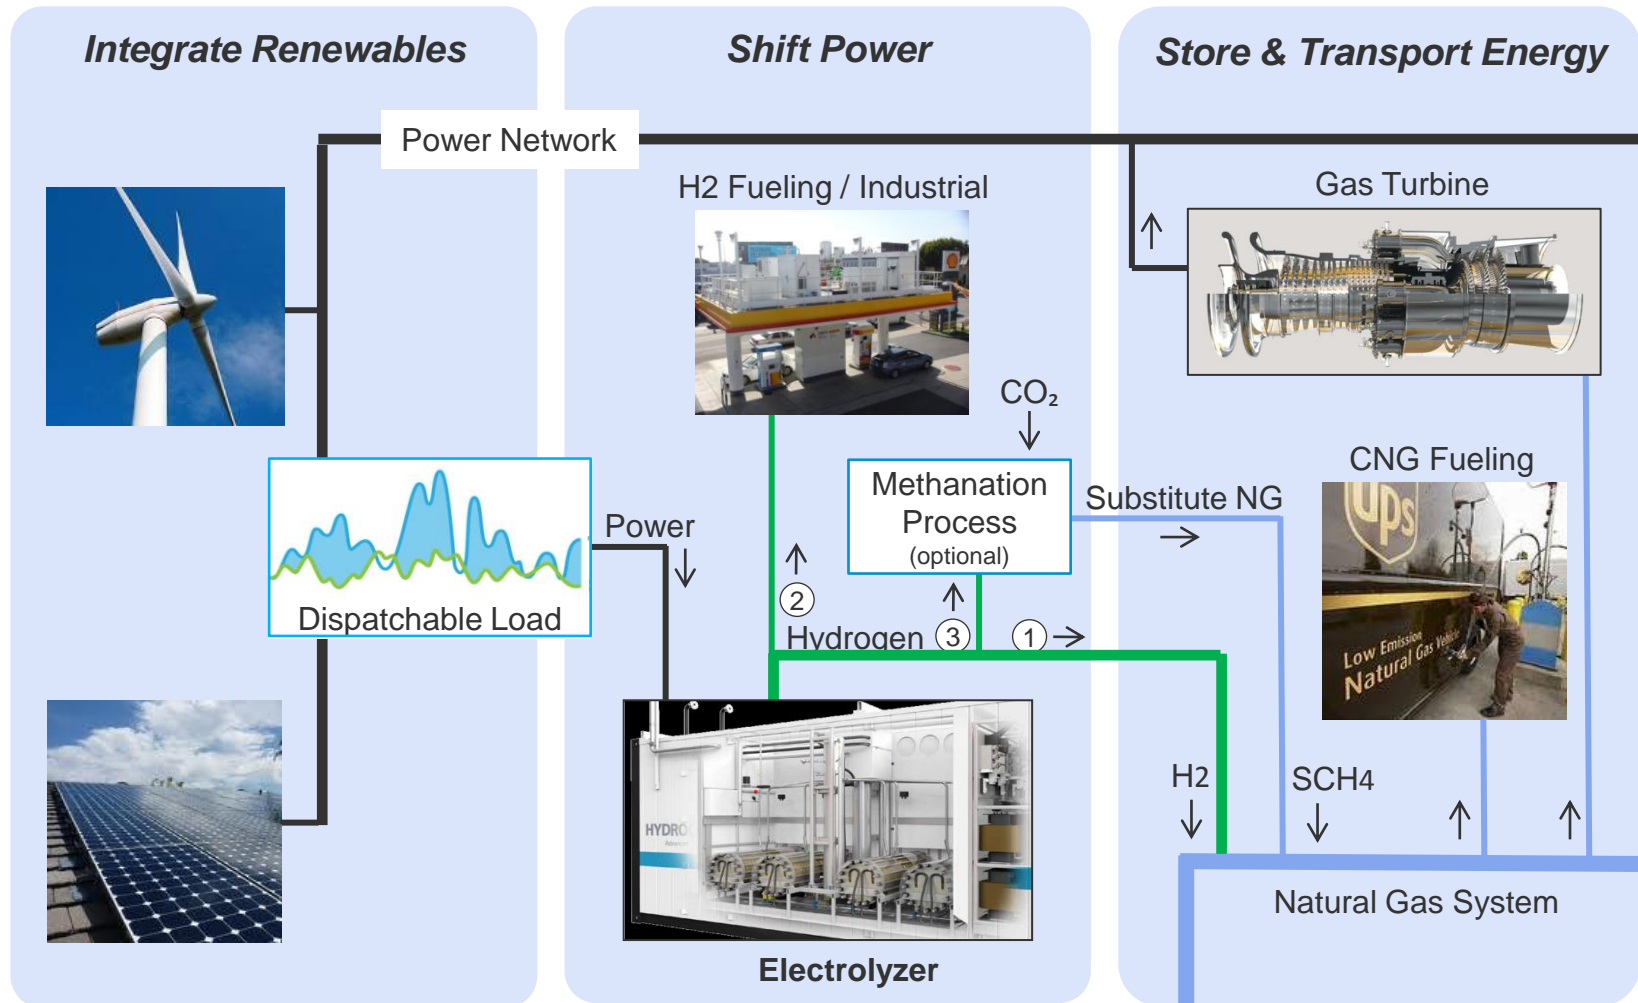 Integrate Renewables
Shift Power
Store & Transport Energy
Power Network
H2 Fueling / Industrial
Gas Turbine
CO₂
CNG Fueling
Methanation
Process
(optional)
Substitute NG
Power
Dispatchable Load
2
Hydrogen
3
1
ups
Low Emission
Natural Gas Vehicle
HYDRO
H2
SCH4
Natural Gas System
Electrolyzer